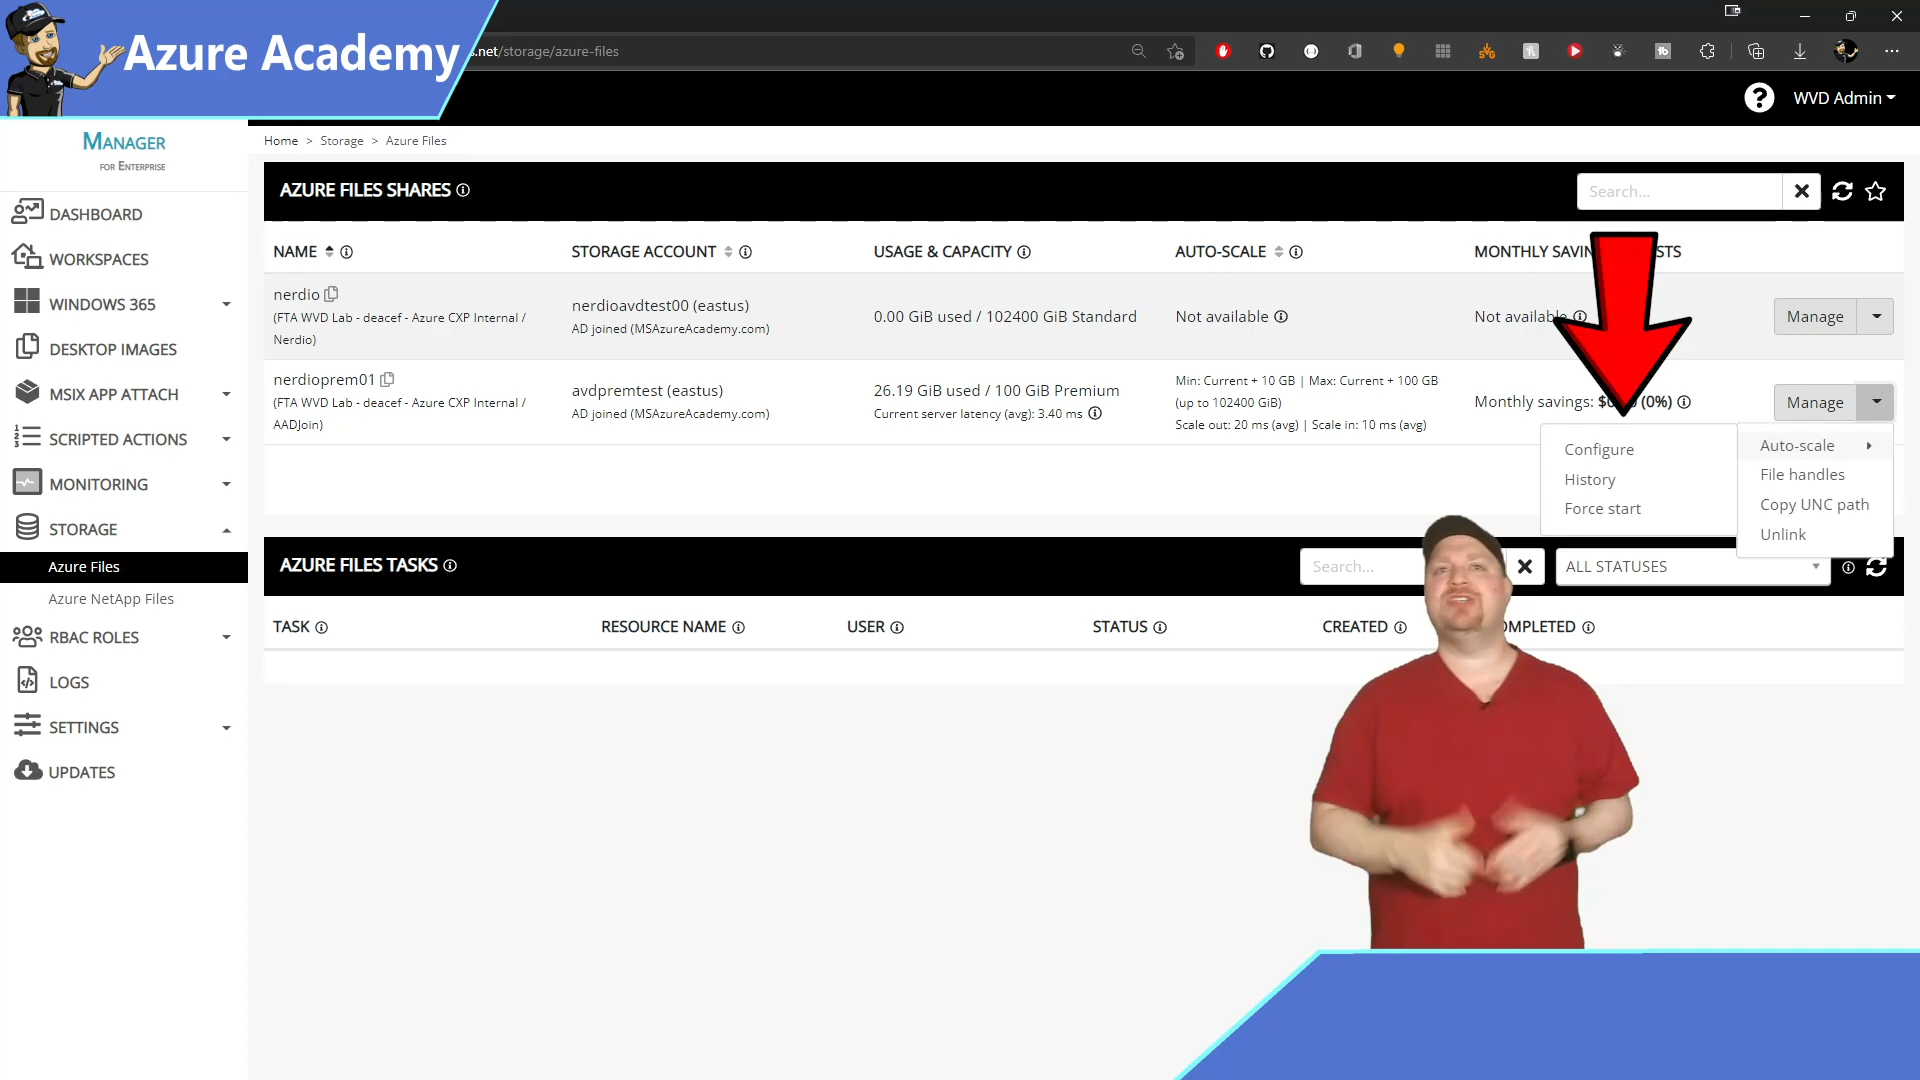 Azure Academy
s.net/storage/azure-files
WVD Admin
MANAGER
FOR ENTERPRISE
DASHBOARD
WORKSPACES
WINDOWS 365
DESKTOP IMAGES
MSIX APP ATTACH
SCRIPTED ACTIONS
MONITORING
STORAGE
Azure Files
Azure NetApp Files
RBAC ROLES
LOGS
SETTINGS
UPDATES
Home > Storage > Azure Files
AZURE FILES SHARES
Search...
NAME STORAGE ACCOUNT USAGE & CAPACITY AUTO-SCALE MONTHLY
nerdio
(FTA WVD Lab - deacef - Azure CXP Internal /
Nerdio)
nerdioavdtest00 (eastus)
AD joined (MSAzureAcademy.com)
0.00 GiB used / 102400 GiB Standard
Not available
Not available
Manage
nerdioprem01
(FTA WVD Lab - deacef - Azure CXP Internal /
AADJoin)
avdpremtest (eastus)
AD joined (MSAzureAcademy.com)
26.19 GiB used / 100 GiB Premium
Current server latency (avg): 3.40 ms
Min: Current + 10 GB | Max: Current + 100 GB
(up to 102400 GiB)
Scale out: 20 ms (avg) | Scale in: 10 ms (avg)
Monthly savings: (0%)
Manage
Configure
History
Force start
Auto-scale
File handles
Copy UNC path
Unlink
AZURE FILES TASKS
Search...
ALL STATUSES
TASK RESOURCE NAME USER STATUS CREATED